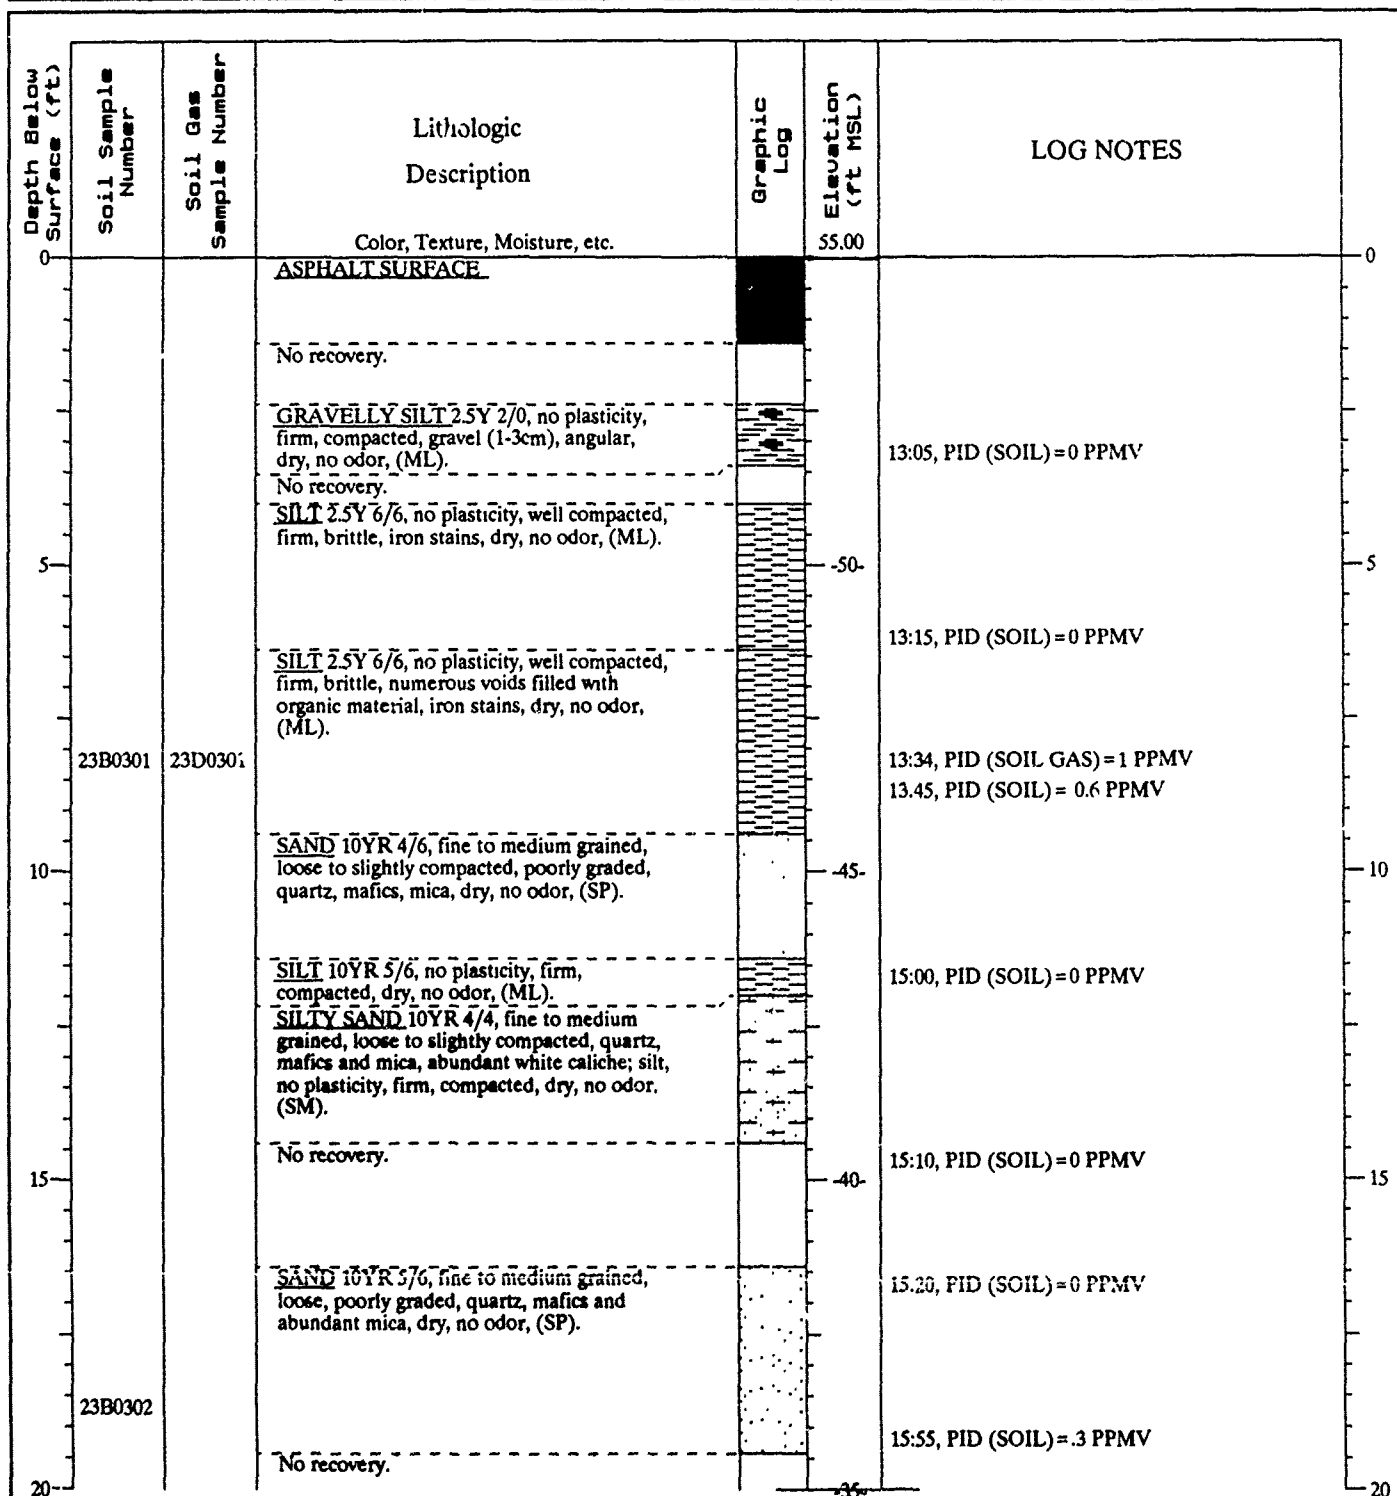 Depth Below
Surface (ft)
Soil Sample
Number
Soil Gas
Sample Number
Lithologic
Description
Color, Texture, Moisture, etc.
Graphic
Log
Elevation
(ft MSL)
55.00
LOG NOTES
0
0
ASPHALT SURFACE
No recovery.
GRAVELLY SILT 2.5Y 2/0, no plasticity,
firm, compacted, gravel (1-3cm), angular,
dry, no odor, (ML).
13:05, PID (SOIL)=0 PPMV
No recovery.
SILT 2.5Y 6/6, no plasticity, well compacted,
firm, brittle, iron stains, dry, no odor, (ML).
5
-50-
5
13:15, PID (SOIL)=0 PPMV
SILT 2.5Y 6/6, no plasticity, well compacted,
firm, brittle, numerous voids filled with
organic material, iron stains, dry, no odor,
(ML).
23B0301
23D0301
13:34, PID (SOIL GAS)=1 PPMV
13.45, PID (SOIL)= 0.6 PPMV
SAND 10YR 4/6, fine to medium grained,
loose to slightly compacted, poorly graded,
quartz, mafics, mica, dry, no odor, (SP).
10
-45-
10
SILT 10YR 5/6, no plasticity, firm,
compacted, dry, no odor, (ML).
15:00, PID (SOIL)=0 PPMV
SILTY SAND 10YR 4/4, fine to medium
grained, loose to slightly compacted, quartz,
mafics and mica, abundant white caliche; silt,
no plasticity, firm, compacted, dry, no odor.
(SM).
No recovery.
15:10, PID (SOIL)=0 PPMV
15
-40-
15
SAND 10YR 5/6, fine to medium grained,
loose, poorly graded, quartz, mafics and
abundant mica, dry, no odor, (SP).
15.20, PID (SOIL)=0 PPMV
23B0302
15:55, PID (SOIL)=.3 PPMV
No recovery.
20
-35-
20